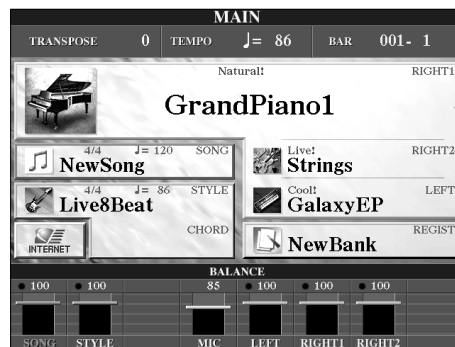 MAIN
TRANSPOSE 0 TEMPO ♩= 86 BAR 001- 1
Natural! RIGHT1
GrandPiano1
4/4 ♩= 120 SONG
NewSong
Live! RIGHT2
Strings
4/4 ♩= 86 STYLE
Live8Beat
Cool! LEFT
GalaxyEP
INTERNET
CHORD
REGIST
NewBank
BALANCE
100 100 85 100 100 100
SONG STYLE MIC LEFT RIGHT1 RIGHT2